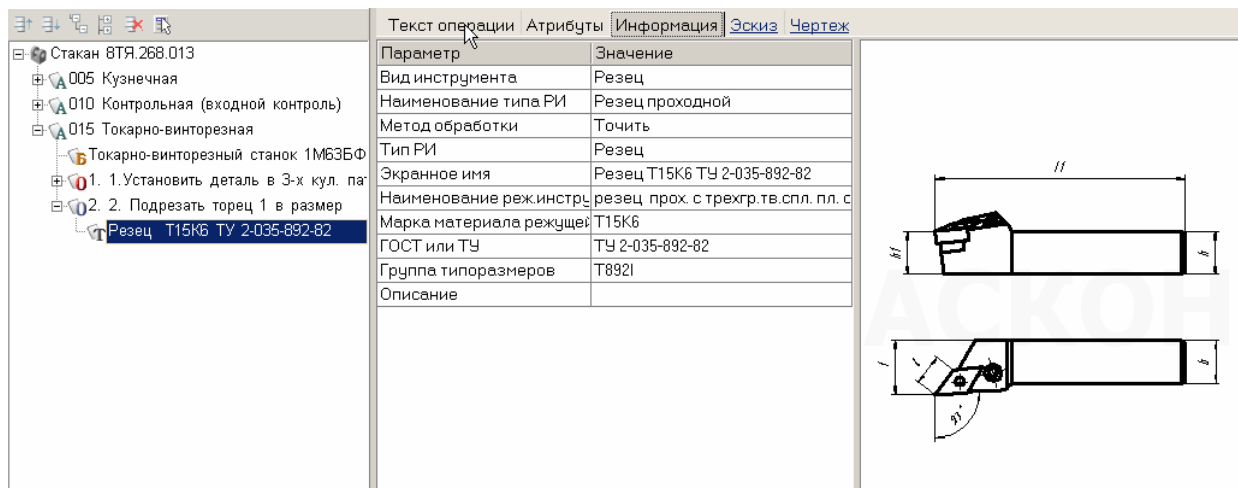 Текст операции Атрибуты Информация Эскиз Чертеж
Стакан 8ТЯ.268.013
005 Кузнечная
010 Контрольная (входной контроль)
015 Токарно-винторезная
Токарно-винторезный станок 1М63БФ
1. 1.Установить деталь в 3-х кул. пат
2. 2. Подрезать торец 1 в размер
Резец Т15К6 ТУ 2-035-892-82
Параметр Значение
Вид инструмента Резец
Наименование типа РИ Резец проходной
Метод обработки Точить
Тип РИ Резец
Экранное имя Резец Т15К6 ТУ 2-035-892-82
Наименование реж.инстру резец прох. с трехгр.тв.спл. пл. с
Марка материала режущей Т15К6
ГОСТ или ТУ ТУ 2-035-892-82
Группа типоразмеров Т892I
Описание
l1
h1
h
АСКОН
f
l
b
93°